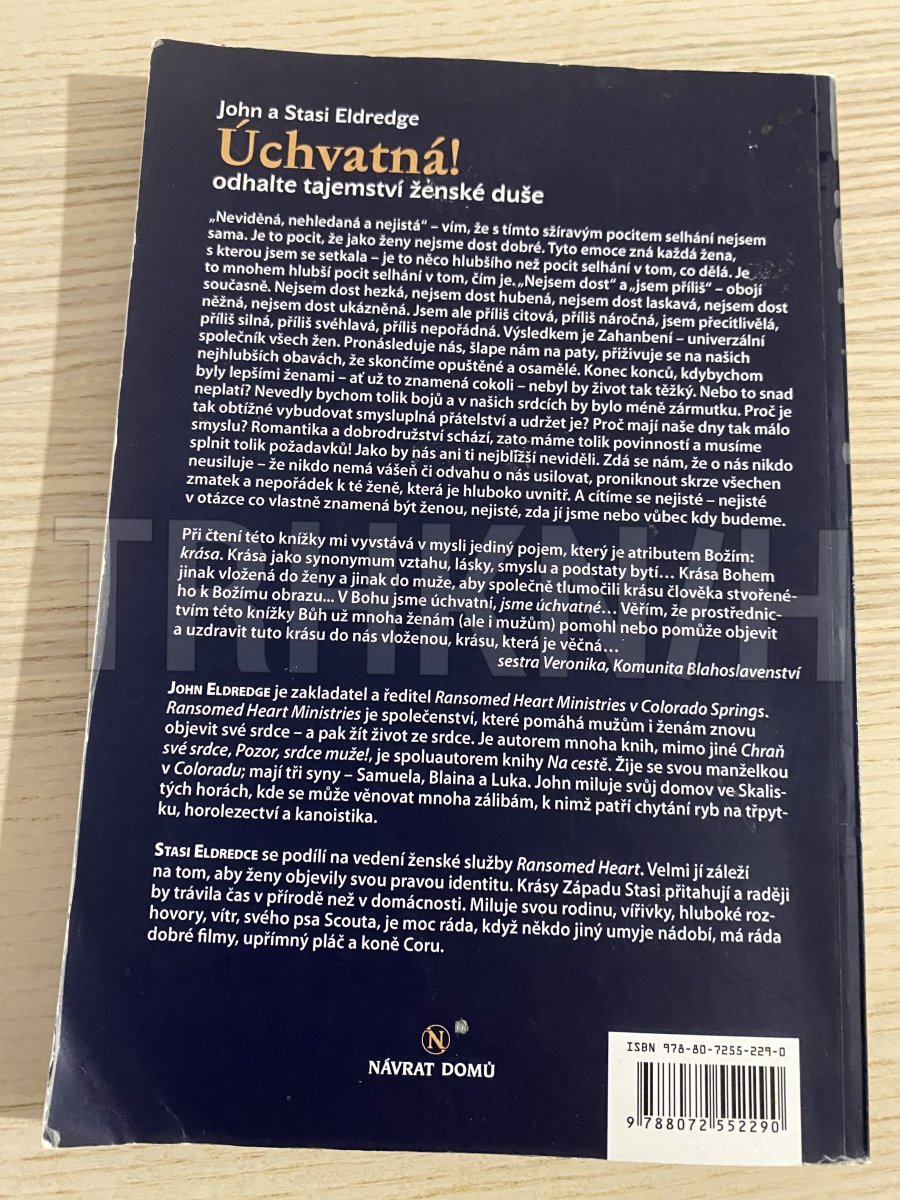 John a Stasi Eldredge
Úchvatná!
odhalte tajemství ženské duše
„Neviděná, nehledaná a nejistá“ – vím, že s tímto sžíravým pocitem selhání nejsem
sama. Je to pocit, že jako ženy nejsme dost dobré. Tyto emoce zná každá žena,
s kterou jsem se setkala – je to něco hlubšího než pocit selhání v tom, co dělá. Je
to mnohem hlubší pocit selhání v tom, čím je. „Nejsem dost“ a „jsem příliš“ – obojí
současně. Nejsem dost hezká, nejsem dost hubená, nejsem dost laskavá, nejsem dost
něžná, nejsem dost ukázněná. Jsem ale příliš citová, příliš náročná, jsem přecitlivělá,
příliš silná, příliš svéhlavá, příliš nepořádná. Výsledkem je Zahanbení – univerzální
společník všech žen. Pronásleduje nás, šlape nám na paty, přiživuje se na našich
nejhlubších obavách, že skončíme opuštěné a osamělé. Konec konců, kdybychom
byly lepšími ženami – ať už to znamená cokoli – nebyl by život tak těžký. Nebo to snad
neplatí? Nevedly bychom tolik bojů a v našich srdcích by bylo méně zármutku. Proč je
tak obtížné vybudovat smysluplná přátelství a udržet je? Proč mají naše dny tak málo
smyslu? Romantika a dobrodružství schází, zato máme tolik povinností a musíme
splnit tolik požadavků! Jako by nás ani ti nejbližší neviděli. Zdá se nám, že o nás nikdo
neusiluje – že nikdo nemá vášeň či odvahu o nás usilovat, proniknout skrze všechen
zmatek a nepořádek k té ženě, která je hluboko uvnitř. A cítíme se nejisté – nejisté
v otázce co vlastně znamená být ženou, nejisté, zda jí jsme nebo vůbec kdy budeme.
Při čtení této knížky mi vyvstává v mysli jediný pojem, který je atributem Božím:
krása. Krása jako synonymum vztahu, lásky, smyslu a podstaty bytí… Krása Bohem
jinak vložená do ženy a jinak do muže, aby společně tlumočili krásu člověka stvořené-
ho k Božímu obrazu... V Bohu jsme úchvatní, jsme úchvatné… Věřím, že prostřednic-
tvím této knížky Bůh už mnoha ženám (ale i mužům) pomohl nebo pomůže objevit
a uzdravit tuto krásu do nás vloženou, krásu, která je věčná…
sestra Veronika, Komunita Blahoslavenství
JOHN ELDREDGE je zakladatel a ředitel Ransomed Heart Ministries v Colorado Springs.
Ransomed Heart Ministries je společenství, které pomáhá mužům i ženám znovu
objevit své srdce – a pak žít život ze srdce. Je autorem mnoha knih, mimo jiné Chraň
své srdce, Pozor, srdce muže!, je spoluautorem knihy Na cestě. Žije se svou manželkou
v Coloradu; mají tři syny – Samuela, Blaina a Luka. John miluje svůj domov ve Skalis-
tých horách, kde se může věnovat mnoha zálibám, k nimž patří chytání ryb na třpyt-
ku, horolezectví a kanoistika.
STASI ELDREDCE se podílí na vedení ženské služby Ransomed Heart. Velmi jí záleží
na tom, aby ženy objevily svou pravou identitu. Krásy Západu Stasi přitahují a raději
by trávila čas v přírodě než v domácnosti. Miluje svou rodinu, vířivky, hluboké roz-
hovory, vítr, svého psa Scouta, je moc ráda, když někdo jiný umyje nádobí, má ráda
dobré filmy, upřímný pláč a koně Coru.
N
NÁVRAT DOMŮ
ISBN 978-80-7255-229-0
9 788072 552290
TRHKNIH